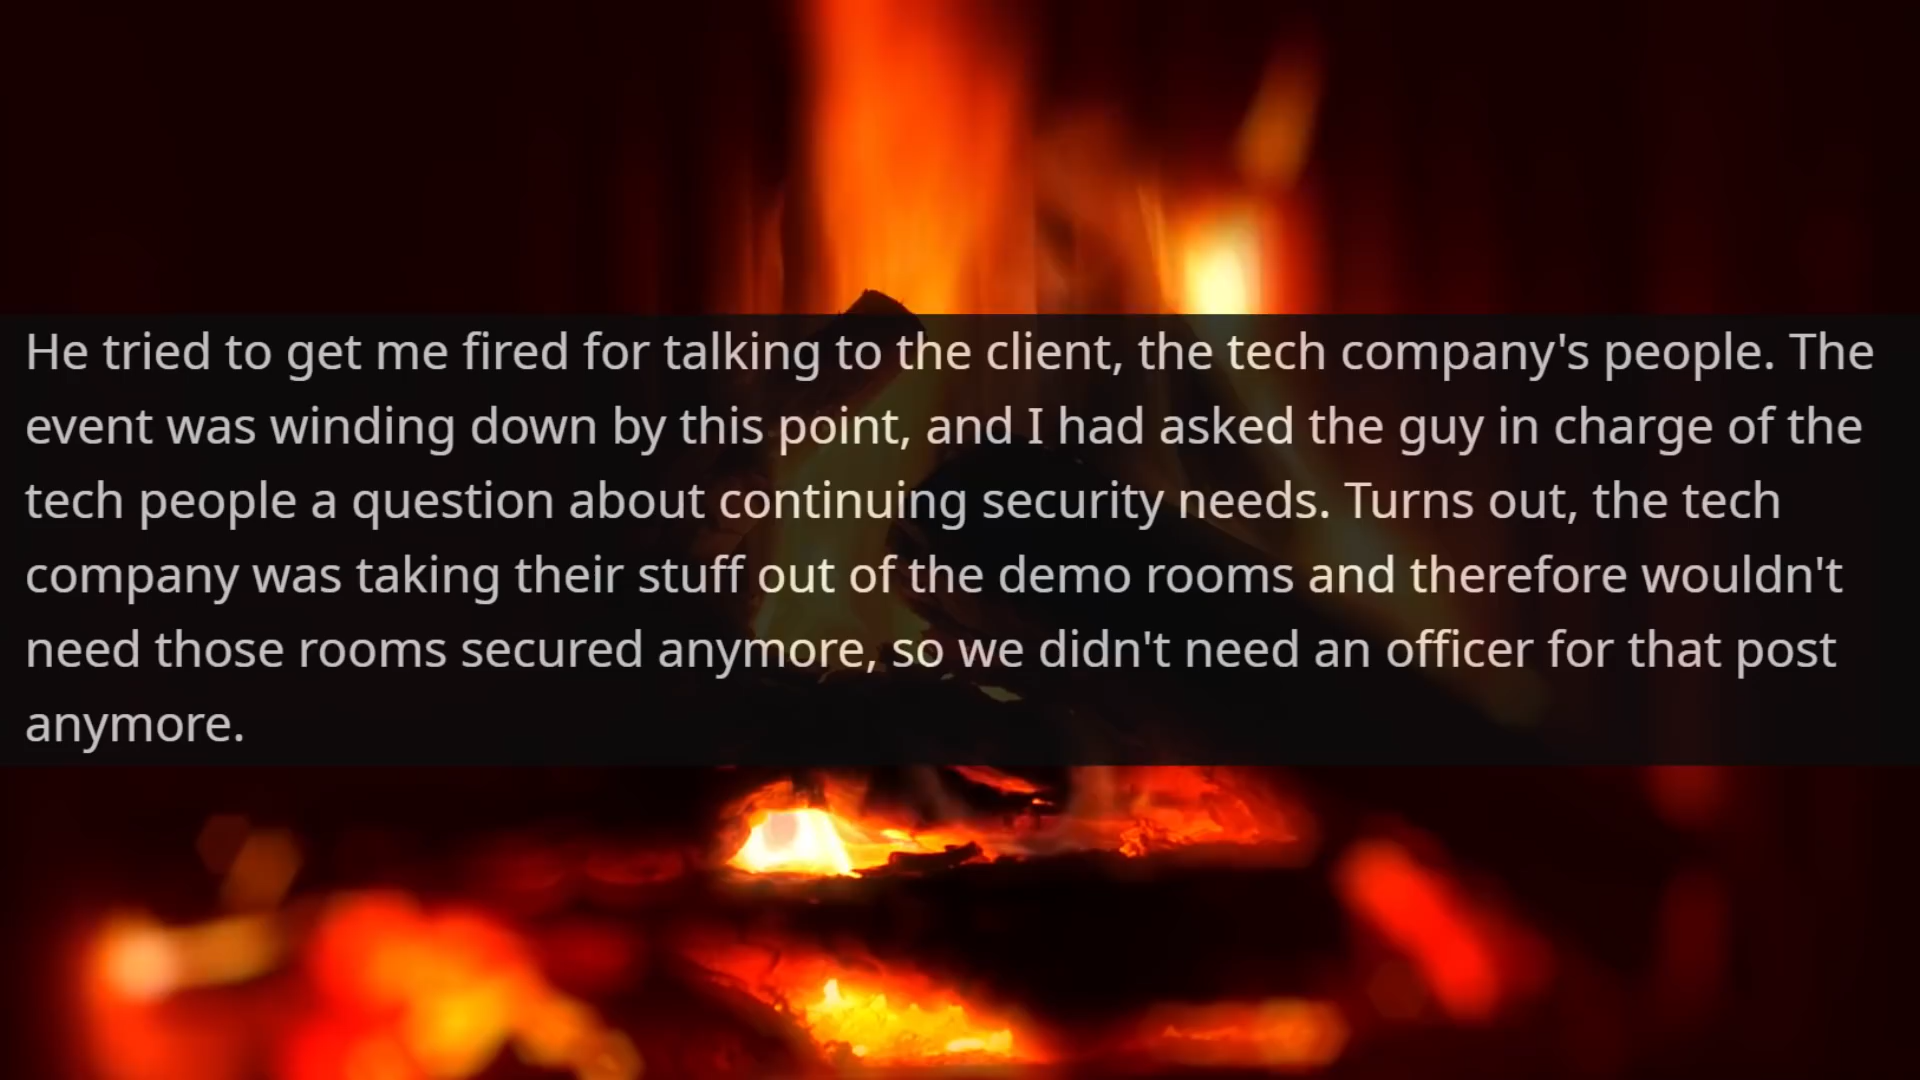 He tried to get me fired for talking to the client, the tech company's people. The
event was winding down by this point, and I had asked the guy in charge of the
tech people a question about continuing security needs. Turns out, the tech
company was taking their stuff out of the demo rooms and therefore wouldn't
need those rooms secured anymore, so we didn't need an officer for that post
anymore.